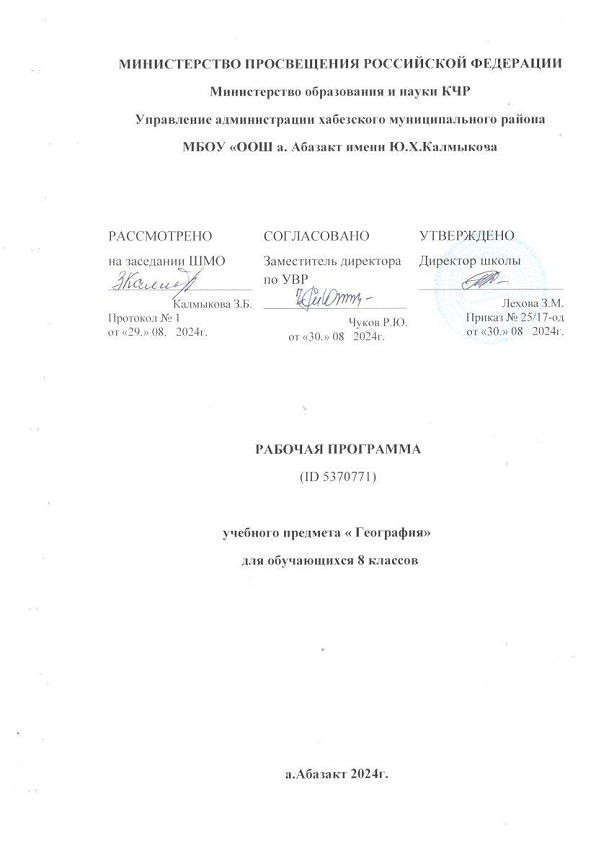 МИНИСТЕРСТВО ПРОСВЕЩЕНИЯ РОССИЙСКОЙ ФЕДЕРАЦИИ
Министерство образования и науки КЧР
Управление администрации хабезского муниципального района
МБОУ «ООШ а. Абазакт имени Ю.Х.Калмыкова
РАССМОТРЕНО
на заседании ШМО
Калмыкова З.Б.
Протокол № 1
от «29.» 08. 2024г.
СОГЛАСОВАНО
Заместитель директора
по УВР
Чуков Р.Ю.
от «30.» 08 2024г.
УТВЕРЖДЕНО
Директор школы
Лехова З.М.
Приказ № 25/17-од
от «30.» 08 2024г.
РАБОЧАЯ ПРОГРАММА
(ID 5370771)
учебного предмета « География»
для обучающихся 8 классов
а.Абазакт 2024г.